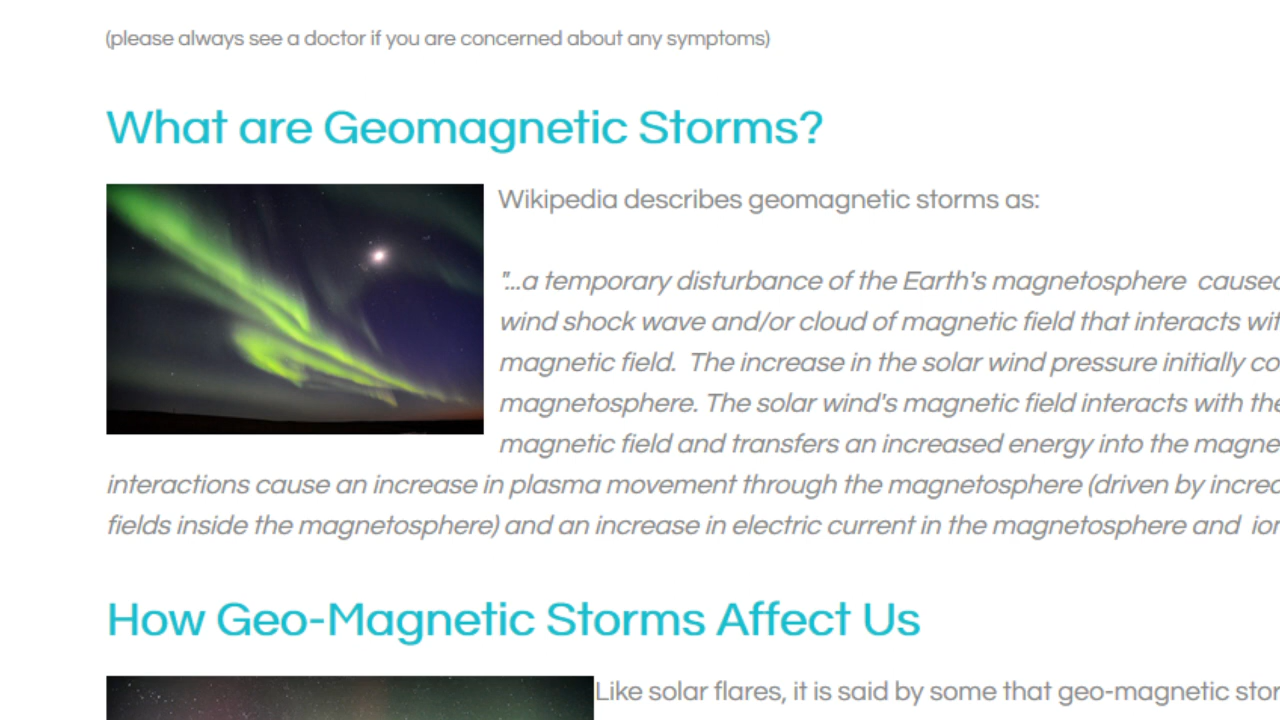 (please always see a doctor if you are concerned about any symptoms)
What are Geomagnetic Storms?
Wikipedia describes geomagnetic storms as:
"...a temporary disturbance of the Earth's magnetosphere caused
wind shock wave and/or cloud of magnetic field that interacts
magnetic field. The increase in the solar wind pressure initially
magnetosphere. The solar wind's magnetic field interacts with the
magnetic field and transfers an increased energy into the
interactions cause an increase in plasma movement through the magnetosphere (driven by
fields inside the magnetosphere) and an increase in electric current in the magnetosphere and
How Geo-Magnetic Storms Affect Us
Like solar flares, it is said by some that geo-magnetic